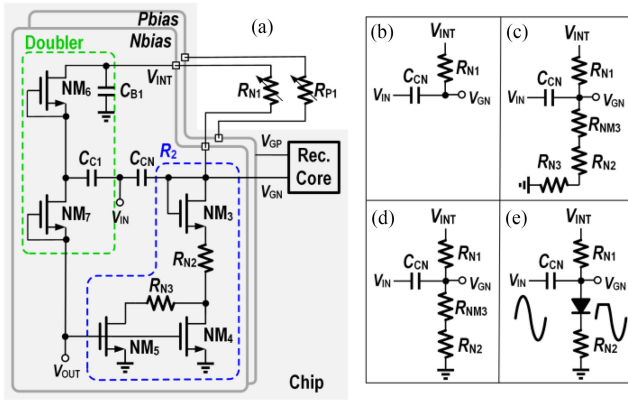 Pbias
Nbias
(a)
Doubler
NM6
CB1
VINT
RN1
RP1
R2
VGP
Rec.
Core
CC1
CCN
VGN
NM7
VIN
NM3
RN2
RN3
NM5
NM4
VOUT
Chip
(b)
VINT
CCN
RN1
VIN
VGN
(c)
VINT
RN1
CCN
VIN
VGN
RNM3
RN3
RN2
(d)
VINT
RN1
CCN
VIN
VGN
RNM3
RN2
(e)
VINT
RN1
CCN
VIN
VGN
RN2